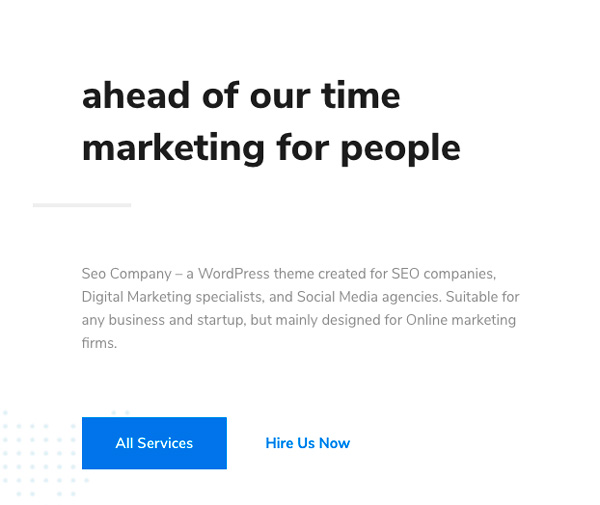 ahead of our time
marketing for people
Seo Company – a WordPress theme created for SEO companies,
Digital Marketing specialists, and Social Media agencies. Suitable for
any business and startup, but mainly designed for Online marketing
firms.
All Services
Hire Us Now